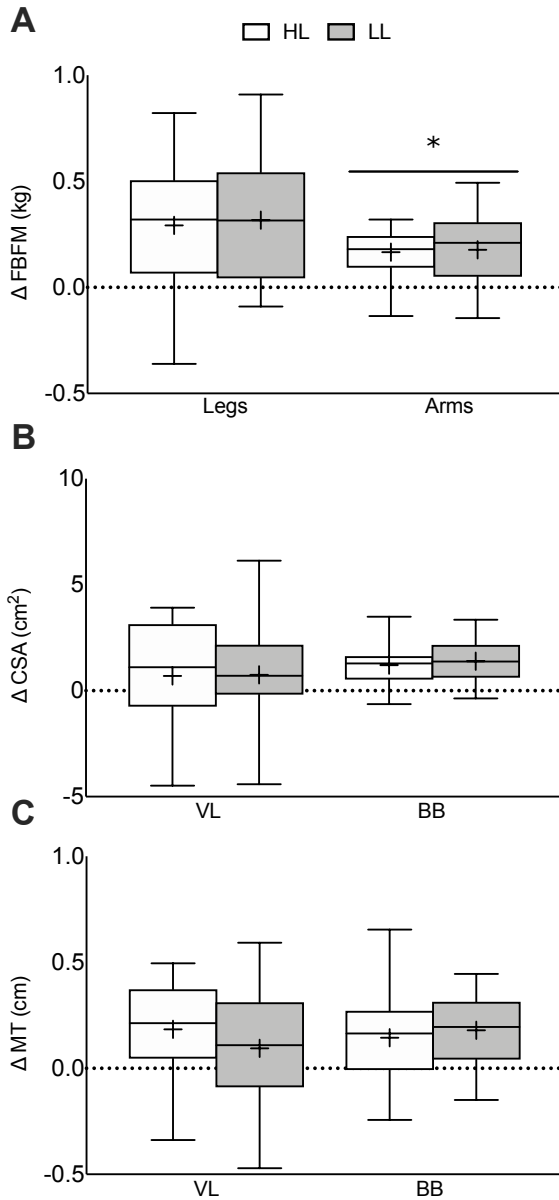 A
HL LL
1.0
*
0.5
Δ FBFM (kg)
0.0
-0.5
Legs Arms
B
10
5
Δ CSA (cm²)
0
-5
VL BB
C
1.0
0.5
Δ MT (cm)
0.0
-0.5
VL BB